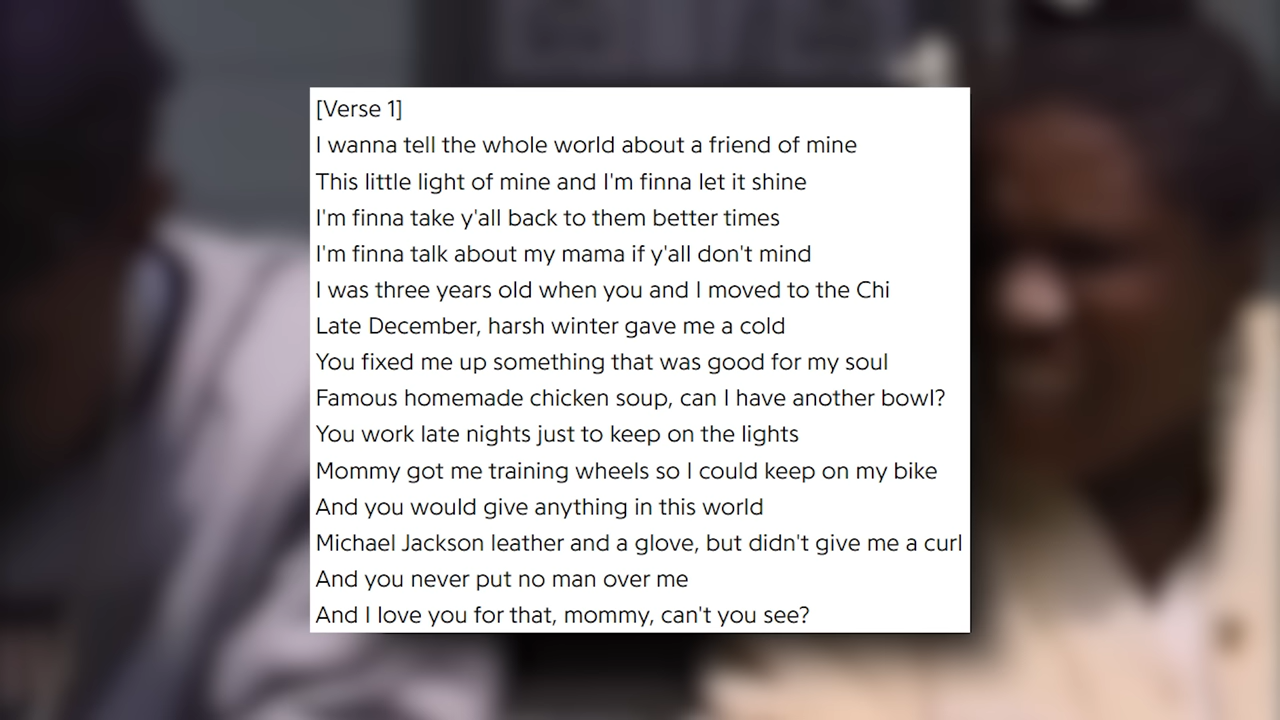 [Verse 1]
I wanna tell the whole world about a friend of mine
This little light of mine and I'm finna let it shine
I'm finna take y'all back to them better times
I'm finna talk about my mama if y'all don't mind
I was three years old when you and I moved to the Chi
Late December, harsh winter gave me a cold
You fixed me up something that was good for my soul
Famous homemade chicken soup, can I have another bowl?
You work late nights just to keep on the lights
Mommy got me training wheels so I could keep on my bike
And you would give anything in this world
Michael Jackson leather and a glove, but didn't give me a curl
And you never put no man over me
And I love you for that, mommy, can't you see?